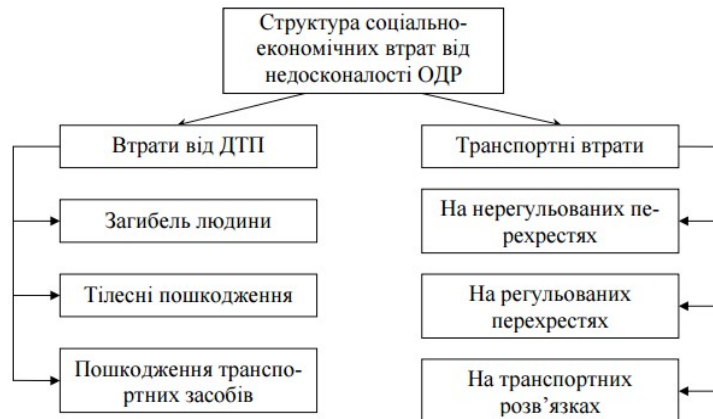 Структура соціально-
економічних втрат від
недосконалості ОДР
Втрати від ДТП
Транспортні втрати
Загибель людини
На нерегульованих пе-
рехрестях
Тілесні пошкодження
На регульованих
перехрестях
Пошкодження транспо-
ртних засобів
На транспортних
розв’язках